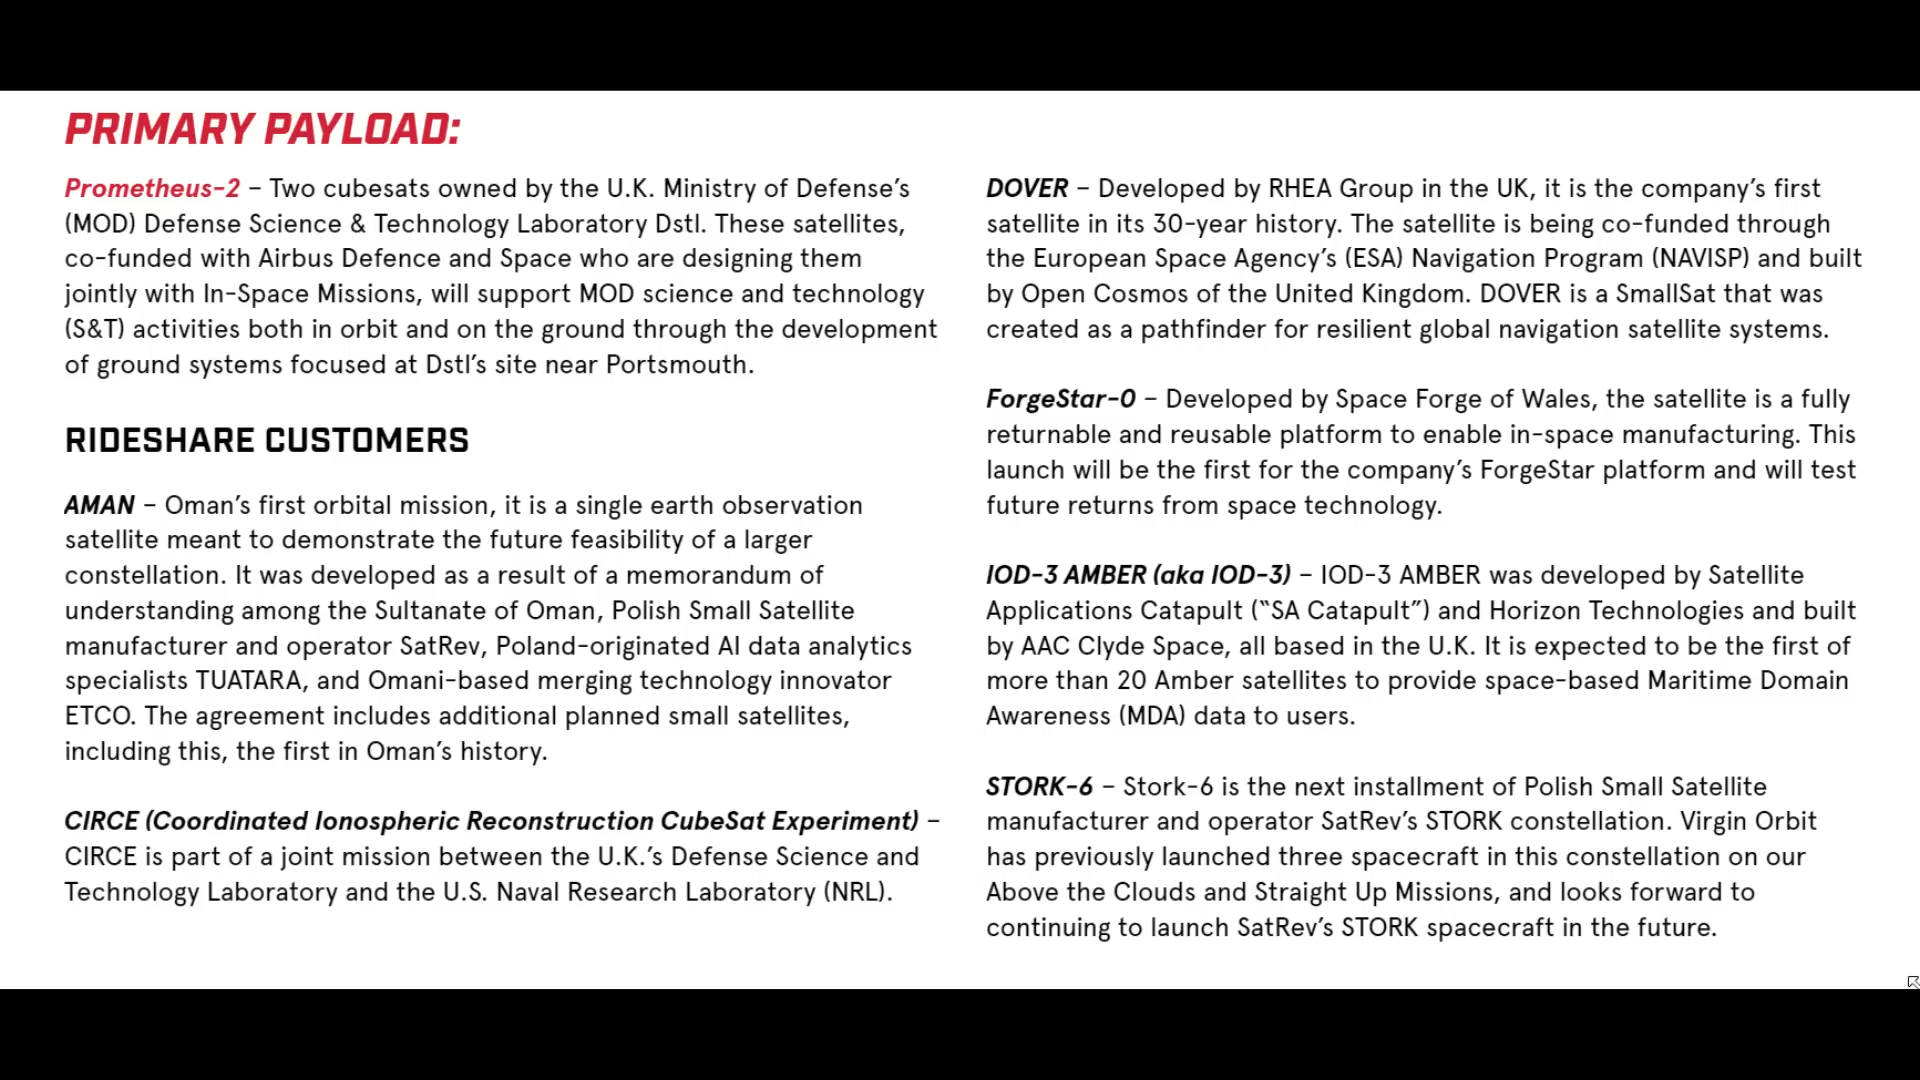 PRIMARY PAYLOAD:
Prometheus-2 – Two cubesats owned by the U.K. Ministry of Defense’s
(MOD) Defense Science & Technology Laboratory Dstl. These satellites,
co-funded with Airbus Defence and Space who are designing them
jointly with In-Space Missions, will support MOD science and technology
(S&T) activities both in orbit and on the ground through the development
of ground systems focused at Dstl’s site near Portsmouth.
RIDESHARE CUSTOMERS
AMAN – Oman’s first orbital mission, it is a single earth observation
satellite meant to demonstrate the future feasibility of a larger
constellation. It was developed as a result of a memorandum of
understanding among the Sultanate of Oman, Polish Small Satellite
manufacturer and operator SatRev, Poland-originated AI data analytics
specialists TUATARA, and Omani-based merging technology innovator
ETCO. The agreement includes additional planned small satellites,
including this, the first in Oman’s history.
CIRCE (Coordinated Ionospheric Reconstruction CubeSat Experiment) –
CIRCE is part of a joint mission between the U.K.’s Defense Science and
Technology Laboratory and the U.S. Naval Research Laboratory (NRL).
DOVER – Developed by RHEA Group in the UK, it is the company’s first
satellite in its 30-year history. The satellite is being co-funded through
the European Space Agency’s (ESA) Navigation Program (NAVISP) and built
by Open Cosmos of the United Kingdom. DOVER is a SmallSat that was
created as a pathfinder for resilient global navigation satellite systems.
ForgeStar-0 – Developed by Space Forge of Wales, the satellite is a fully
returnable and reusable platform to enable in-space manufacturing. This
launch will be the first for the company’s ForgeStar platform and will test
future returns from space technology.
IOD-3 AMBER (aka IOD-3) – IOD-3 AMBER was developed by Satellite
Applications Catapult (“SA Catapult”) and Horizon Technologies and built
by AAC Clyde Space, all based in the U.K. It is expected to be the first of
more than 20 Amber satellites to provide space-based Maritime Domain
Awareness (MDA) data to users.
STORK-6 – Stork-6 is the next installment of Polish Small Satellite
manufacturer and operator SatRev’s STORK constellation. Virgin Orbit
has previously launched three spacecraft in this constellation on our
Above the Clouds and Straight Up Missions, and looks forward to
continuing to launch SatRev’s STORK spacecraft in the future.